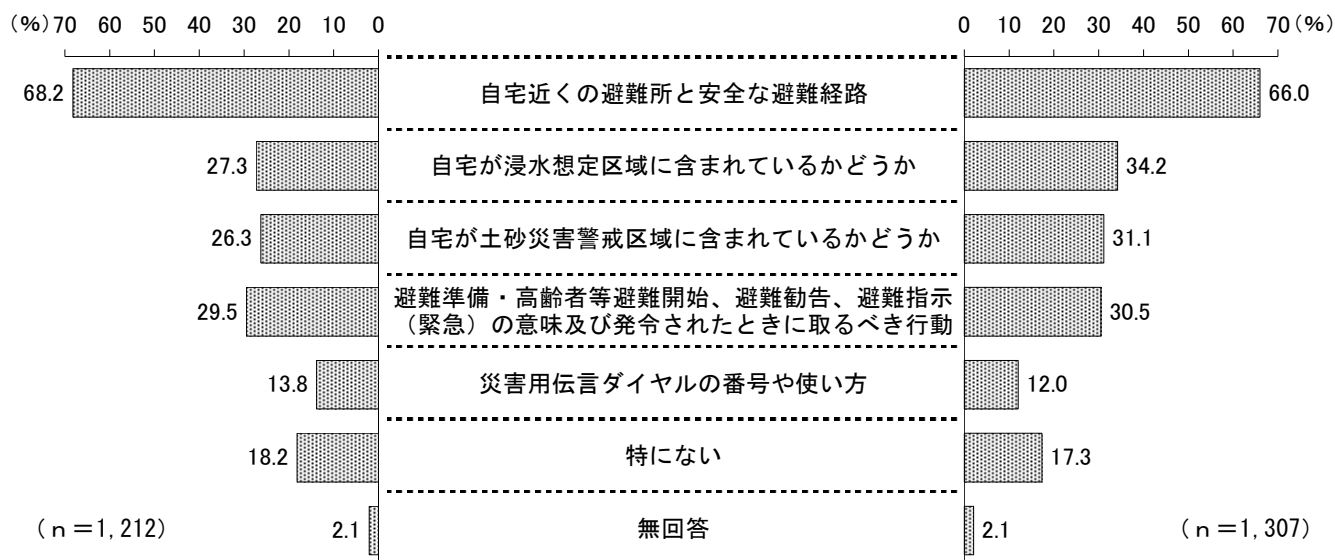 (%) 70 60 50 40 30 20 10 0 0 10 20 30 40 50 60 70 (%)
68.2 自宅近くの避難所と安全な避難経路 66.0
27.3 自宅が浸水想定区域に含まれているかどうか 34.2
26.3 自宅が土砂災害警戒区域に含まれているかどうか 31.1
29.5 避難準備・高齢者等避難開始、避難勧告、避難指示 30.5
（緊急）の意味及び発令されたときに取るべき行動
13.8 災害用伝言ダイヤルの番号や使い方 12.0
18.2 特にない 17.3
(ｎ＝1,212) 2.1 無回答 2.1 (ｎ＝1,307)